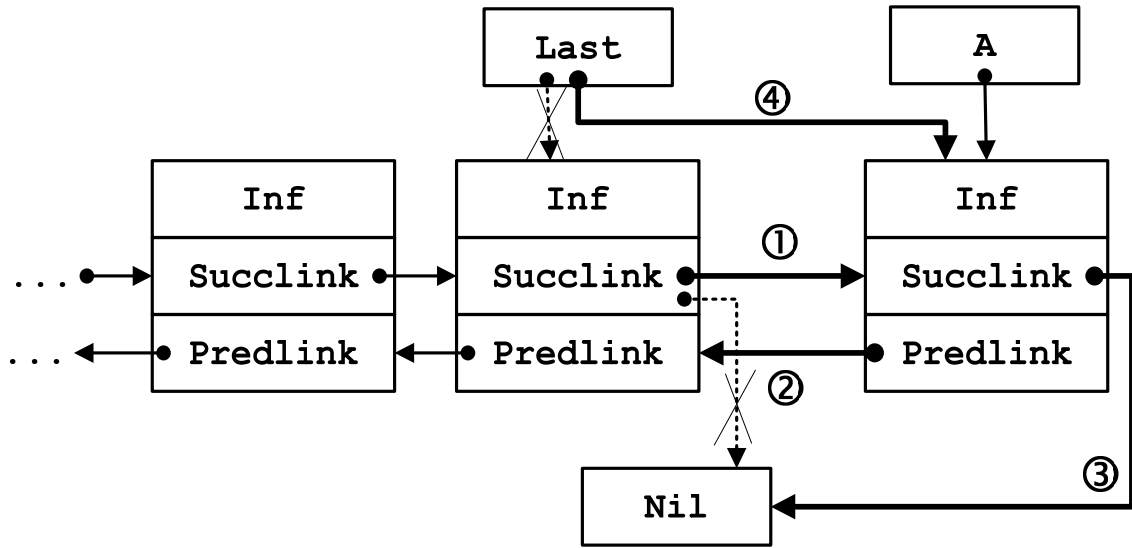 Last A
④
Inf Inf Inf
①
... Succlink Succlink Succlink
... Predlink Predlink Predlink
②
③
Nil